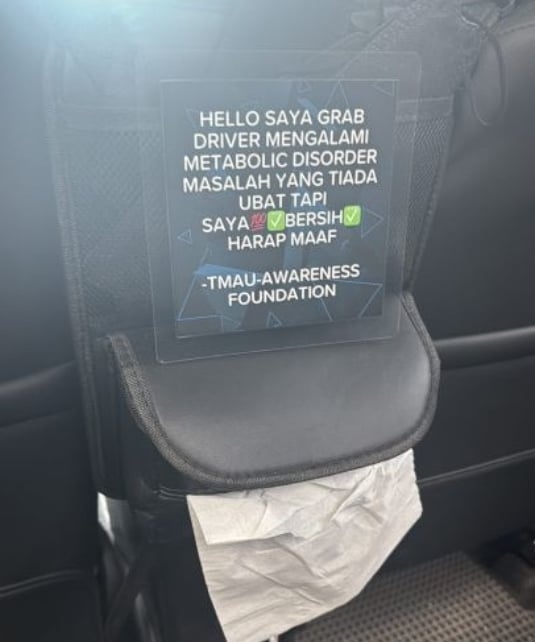 HELLO SAYA GRAB
DRIVER MENGALAMI
METABOLIC DISORDER
MASALAH YANG TIADA
UBAT TAPI
SAYA💯✅BERSIH✅
HARAP MAAF
-TMAU-AWARENESS
FOUNDATION